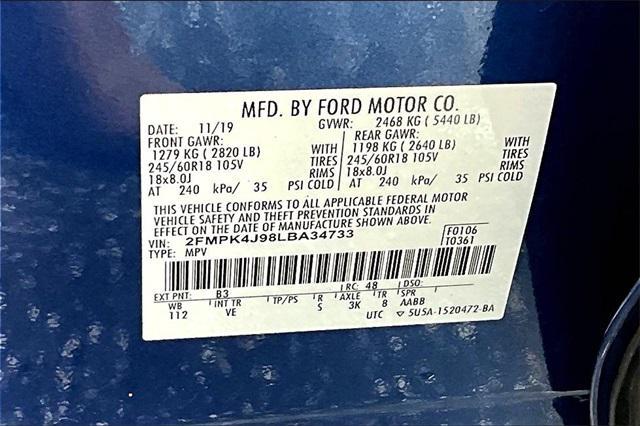 MFD. BY FORD MOTOR CO.
DATE: 11/19 GVWR: 2468 KG ( 5440 LB)
FRONT GAWR: REAR GAWR:
1279 KG ( 2820 LB) WITH 1198 KG ( 2640 LB) WITH
245/60R18 105V TIRES 245/60R18 105V TIRES
18x8.0J RIMS 18x8.0J RIMS
AT 240 kPa/ 35 PSI COLD AT 240 kPa/ 35 PSI COLD
THIS VEHICLE CONFORMS TO ALL APPLICABLE FEDERAL MOTOR
VEHICLE SAFETY AND THEFT PREVENTION STANDARDS IN
EFFECT ON THE DATE OF MANUFACTURE SHOWN ABOVE.
VIN: 2FMPK4J98LBA34733 F0106
TYPE: MPV T0361
EXT PNT: B3 RC: 48 DSO:
WB INT TR TP/PS R AXLE TR SPR
112 VE S 3K 8 AABB
UTC 5U5A-1520472-BA